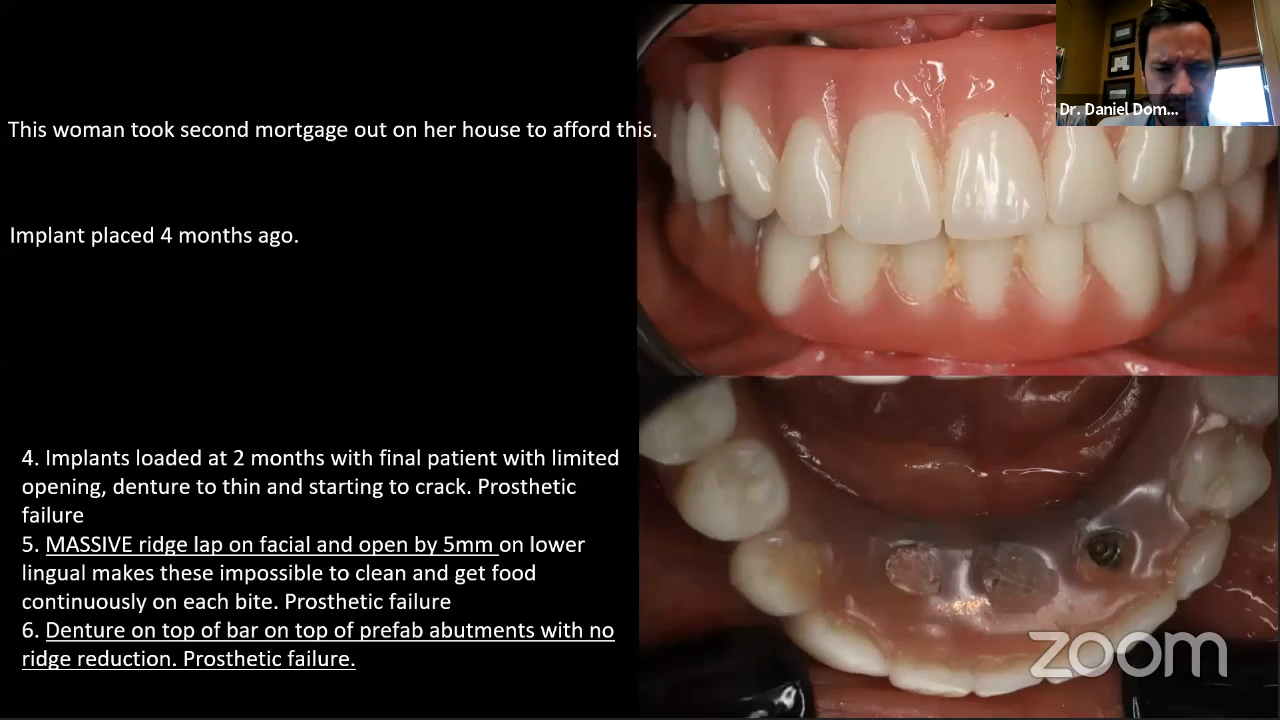 This woman took second mortgage out on her house to afford this.
Implant placed 4 months ago.
4. Implants loaded at 2 months with final patient with limited
opening, denture to thin and starting to crack. Prosthetic
failure
5. MASSIVE ridge lap on facial and open by 5mm on lower
lingual makes these impossible to clean and get food
continuously on each bite. Prosthetic failure
6. Denture on top of bar on top of prefab abutments with no
ridge reduction. Prosthetic failure.
Dr. Daniel Dom...
zoom